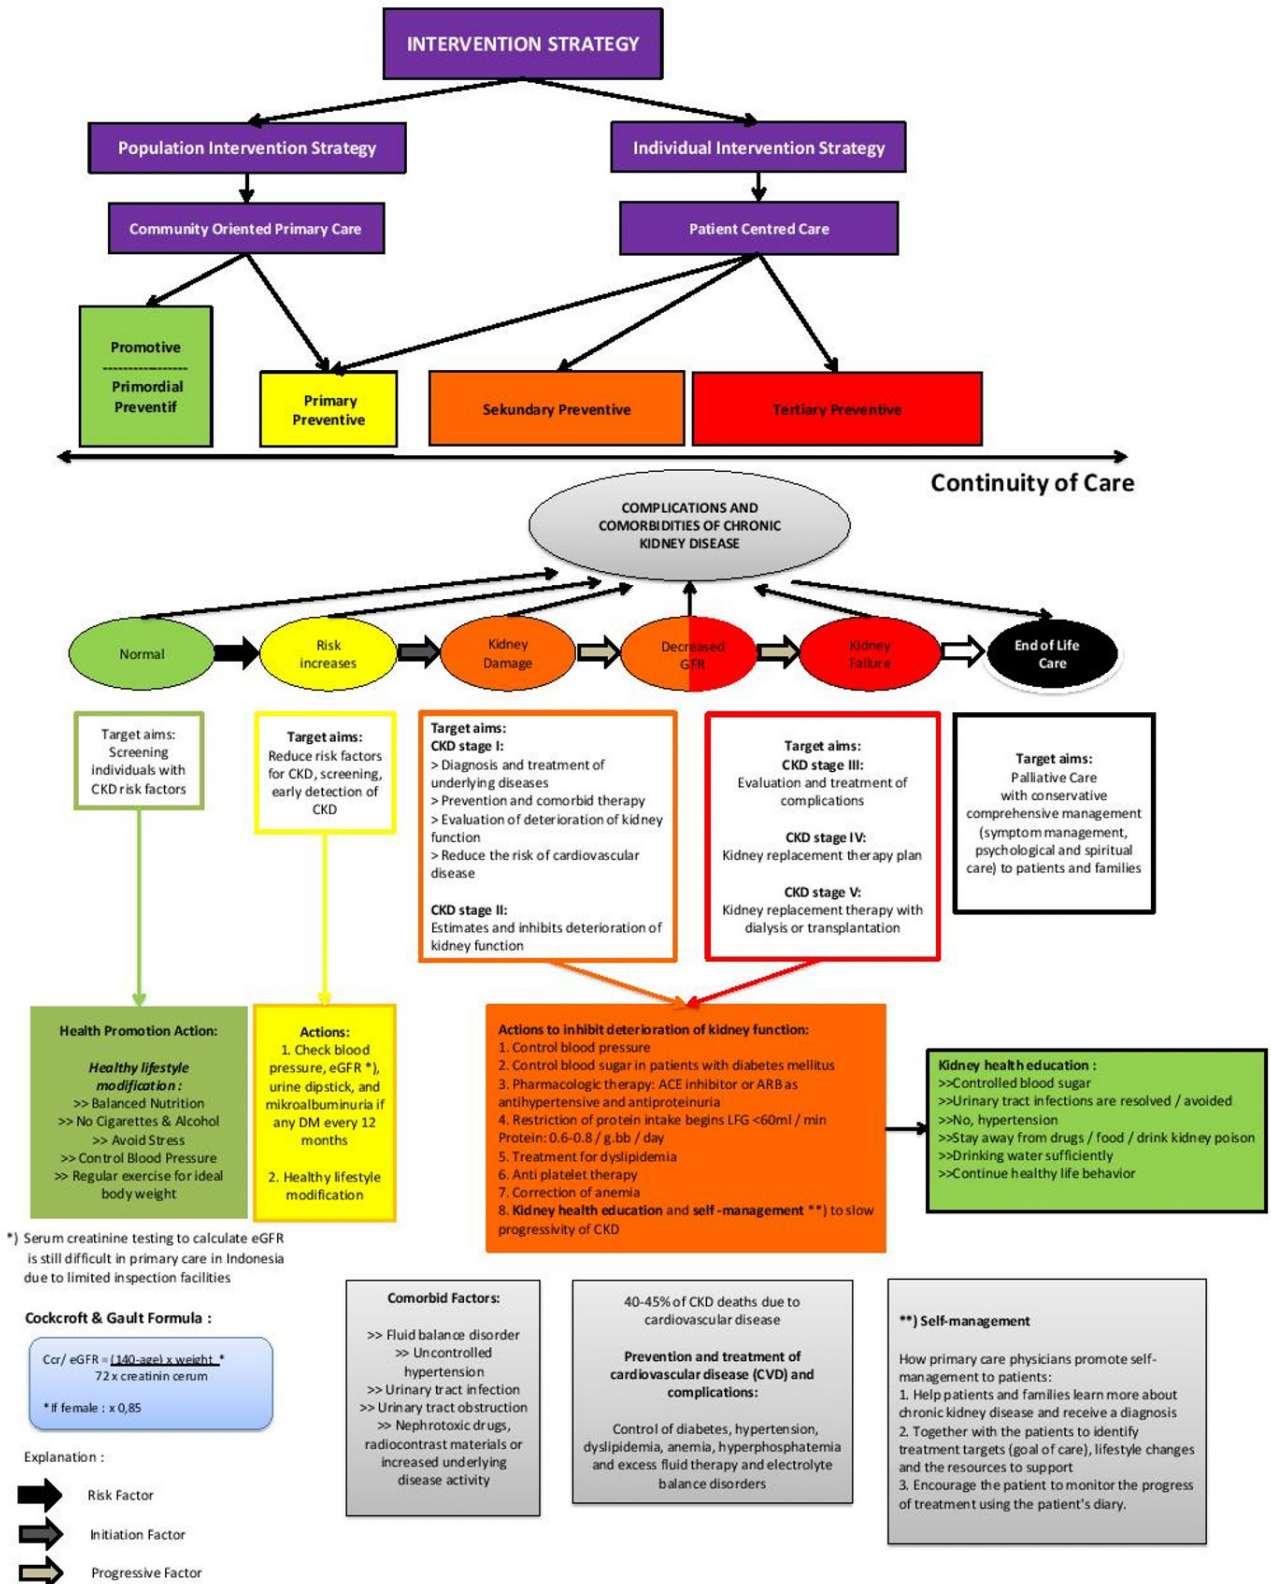 INTERVENTION STRATEGY
Population Intervention Strategy
Individual Intervention Strategy
Community Oriented Primary Care
Patient Centred Care
Promotive
------------------
Primordial
Preventif
Primary
Preventive
Sekundary Preventive
Tertiary Preventive
Continuity of Care
COMPLICATIONS AND
COMORBIDITIES OF CHRONIC
KIDNEY DISEASE
Normal
Risk
increases
Kidney
Damage
Decreased
GFR
Kidney
Failure
End of Life
Care
Target aims:
Screening
individuals with
CKD risk factors
Target aims:
Reduce risk factors
for CKD, screening,
early detection of
CKD
Target aims:
CKD stage I:
> Diagnosis and treatment of
underlying diseases
> Prevention and comorbid therapy
> Evaluation of deterioration of kidney
function
> Reduce the risk of cardiovascular
disease
CKD stage II:
Estimates and inhibits deterioration of
kidney function
Target aims:
CKD stage III:
Evaluation and treatment of
complications
CKD stage IV:
Kidney replacement therapy plan
CKD stage V:
Kidney replacement therapy with
dialysis or transplantation
Target aims:
Palliative Care
with conservative
comprehensive management
(symptom management,
psychological and spiritual
care) to patients and families
Health Promotion Action:
Healthy lifestyle
modification :
>> Balanced Nutrition
>> No Cigarettes & Alcohol
>> Avoid Stress
>> Control Blood Pressure
>> Regular exercise for ideal
body weight
Actions:
1. Check blood
pressure, eGFR *),
urine dipstick, and
mikroalbuminuria if
any DM every 12
months
2. Healthy lifestyle
modification
Actions to inhibit deterioration of kidney function:
1. Control blood pressure
2. Control blood sugar in patients with diabetes mellitus
3. Pharmacologic therapy: ACE inhibitor or ARB as
antihypertensive and antiproteinuria
4. Restriction of protein intake begins LFG <60ml / min
Protein: 0.6-0.8 / g.bb / day
5. Treatment for dyslipidemia
6. Anti platelet therapy
7. Correction of anemia
8. Kidney health education and self -management **) to slow
progressivity of CKD
Kidney health education :
>>Controlled blood sugar
>>Urinary tract infections are resolved / avoided
>>No, hypertension
>>Stay away from drugs / food / drink kidney poison
>>Drinking water sufficiently
>>Continue healthy life behavior
*) Serum creatinine testing to calculate eGFR
is still difficult in primary care in Indonesia
due to limited inspection facilities
Cockcroft & Gault Formula :
Ccr/ eGFR = (140-age) x weight *
72 x creatinin cerum
*If female : x 0,85
Explanation :
Risk Factor
Initiation Factor
Progressive Factor
Comorbid Factors:
>> Fluid balance disorder
>> Uncontrolled
hypertension
>> Urinary tract infection
>> Urinary tract obstruction
>> Nephrotoxic drugs,
radiocontrast materials or
increased underlying
disease activity
40-45% of CKD deaths due to
cardiovascular disease
Prevention and treatment of
cardiovascular disease (CVD) and
complications:
Control of diabetes, hypertension,
dyslipidemia, anemia, hyperphosphatemia
and excess fluid therapy and electrolyte
balance disorders
**) Self-management
How primary care physicians promote self-
management to patients:
1. Help patients and families learn more about
chronic kidney disease and receive a diagnosis
2. Together with the patients to identify
treatment targets (goal of care), lifestyle changes
and the resources to support
3. Encourage the patient to monitor the progress
of treatment using the patient's diary.